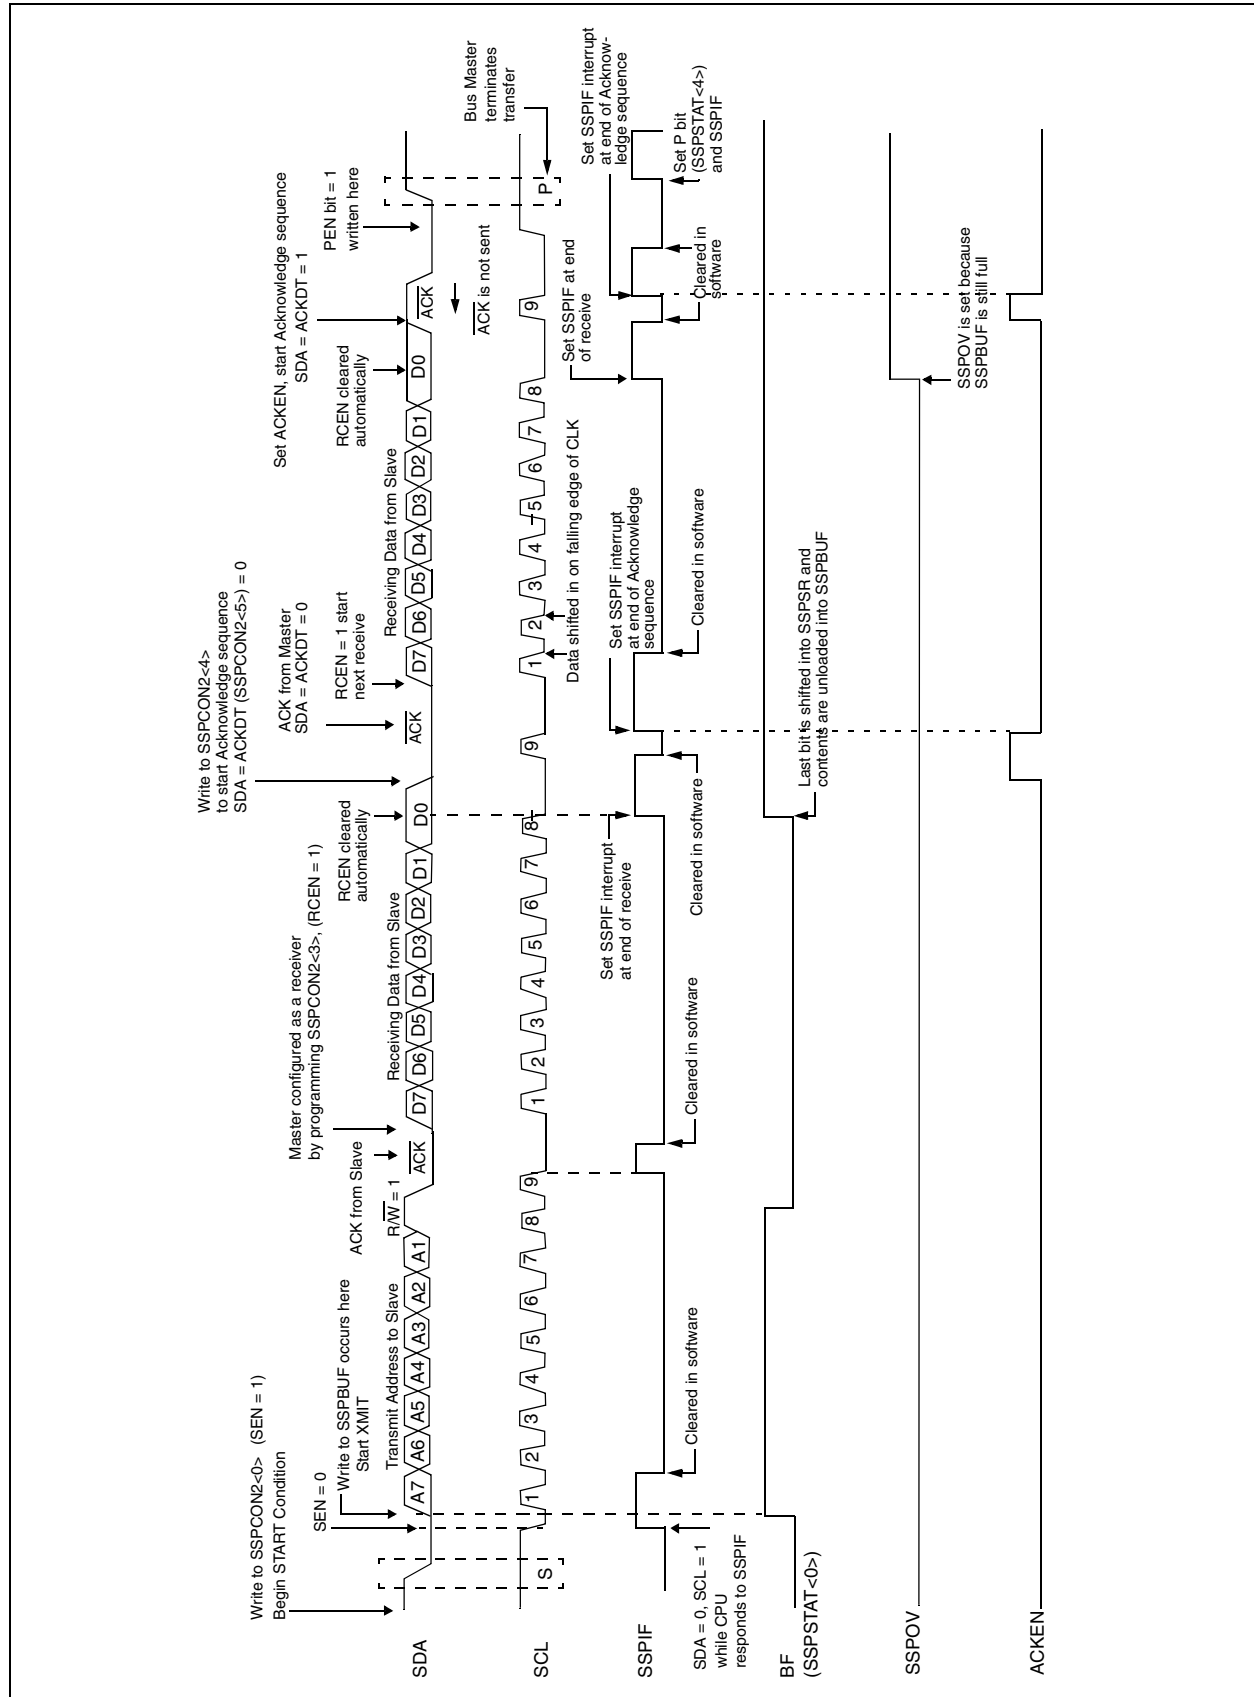 Write to SSPCON2<0> (SEN = 1)
Begin START Condition
SEN = 0
Write to SSPBUF occurs here
Start XMIT
Transmit Address to Slave
R/W = 1
ACK from Slave
Master configured as a receiver
by programming SSPCON2<3>, (RCEN = 1)
Receiving Data from Slave
RCEN cleared
automatically
Write to SSPCON2<4>
to start Acknowledge sequence
SDA = ACKDT (SSPCON2<5>) = 0
ACK from Master
SDA = ACKDT = 0
RCEN = 1 start
next receive
Receiving Data from Slave
RCEN cleared
automatically
Set ACKEN, start Acknowledge sequence
SDA = ACKDT = 1
PEN bit = 1
written here
SDA
A7 A6 A5 A4 A3 A2 A1 ACK D7 D6 D5 D4 D3 D2 D1 D0 ACK D7 D6 D5 D4 D3 D2 D1 D0 ACK
ACK is not sent
Bus Master
terminates
transfer
SCL
S 1 2 3 4 5 6 7 8 9 1 2 3 4 5 6 7 8 9 1 2 3 4 5 6 7 8 9 P
Data shifted in on falling edge of CLK
Set SSPIF interrupt
at end of receive
Set SSPIF interrupt
at end of Acknowledge
sequence
Set SSPIF at end
of receive
Set SSPIF interrupt
at end of Acknow-
ledge sequence
SSPIF
SDA = 0, SCL = 1
while CPU
responds to SSPIF
Cleared in software
Cleared in software
Cleared in software
Cleared in software
Cleared in
software
Set P bit
(SSPSTAT<4>)
and SSPIF
BF
(SSPSTAT<0>)
Last bit is shifted into SSPSR and
contents are unloaded into SSPBUF
SSPOV
SSPOV is set because
SSPBUF is still full
ACKEN